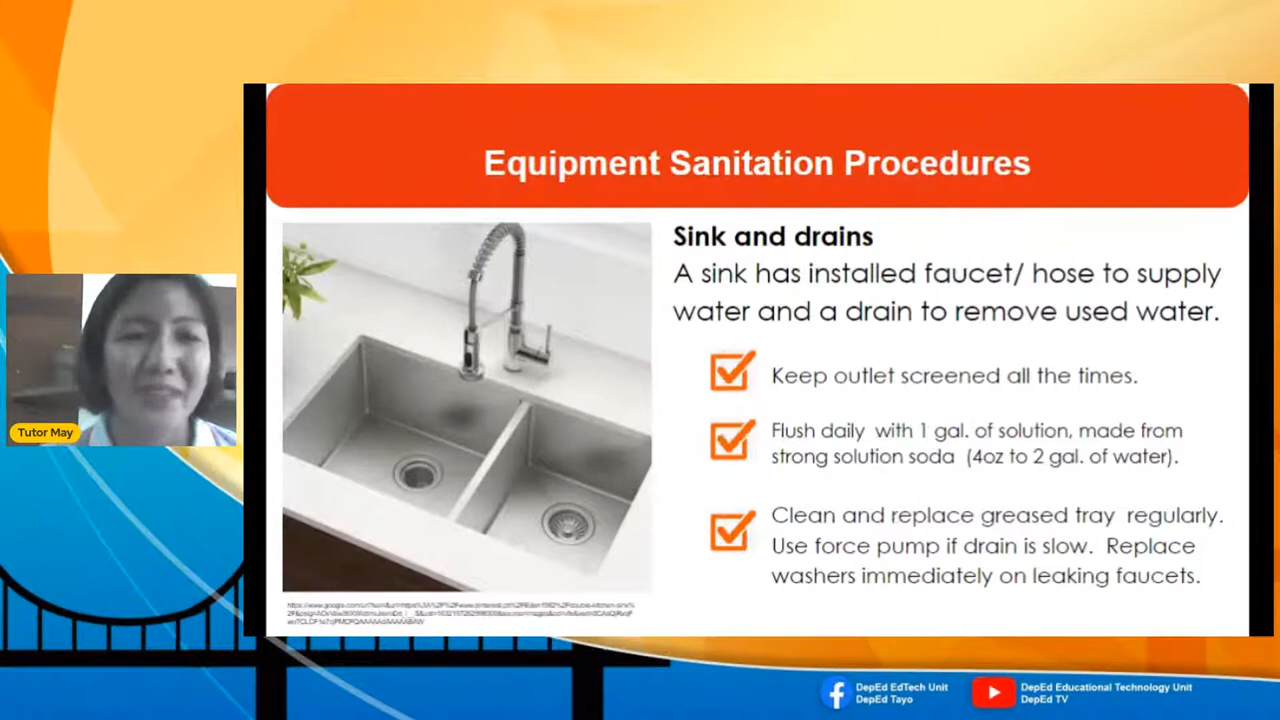 Equipment Sanitation Procedures
Sink and drains
A sink has installed faucet/ hose to supply
water and a drain to remove used water.
Keep outlet screened all the times.
Flush daily with 1 gal. of solution, made from
strong solution soda (4oz to 2 gal. of water).
Clean and replace greased tray regularly.
Use force pump if drain is slow. Replace
washers immediately on leaking faucets.
Tutor May
DepEd EdTech Unit
DepEd Tayo
DepEd Educational Technology Unit
DepEd TV